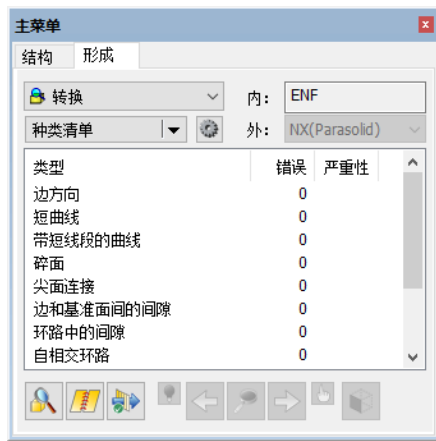 主菜单
结构 形成
转换 内: ENF
种类清单 外: NX(Parasolid)
类型 错误 严重性
边方向 0
短曲线 0
带短线段的曲线 0
碎面 0
尖面连接 0
边和基准面间的间隙 0
环路中的间隙 0
自相交环路 0